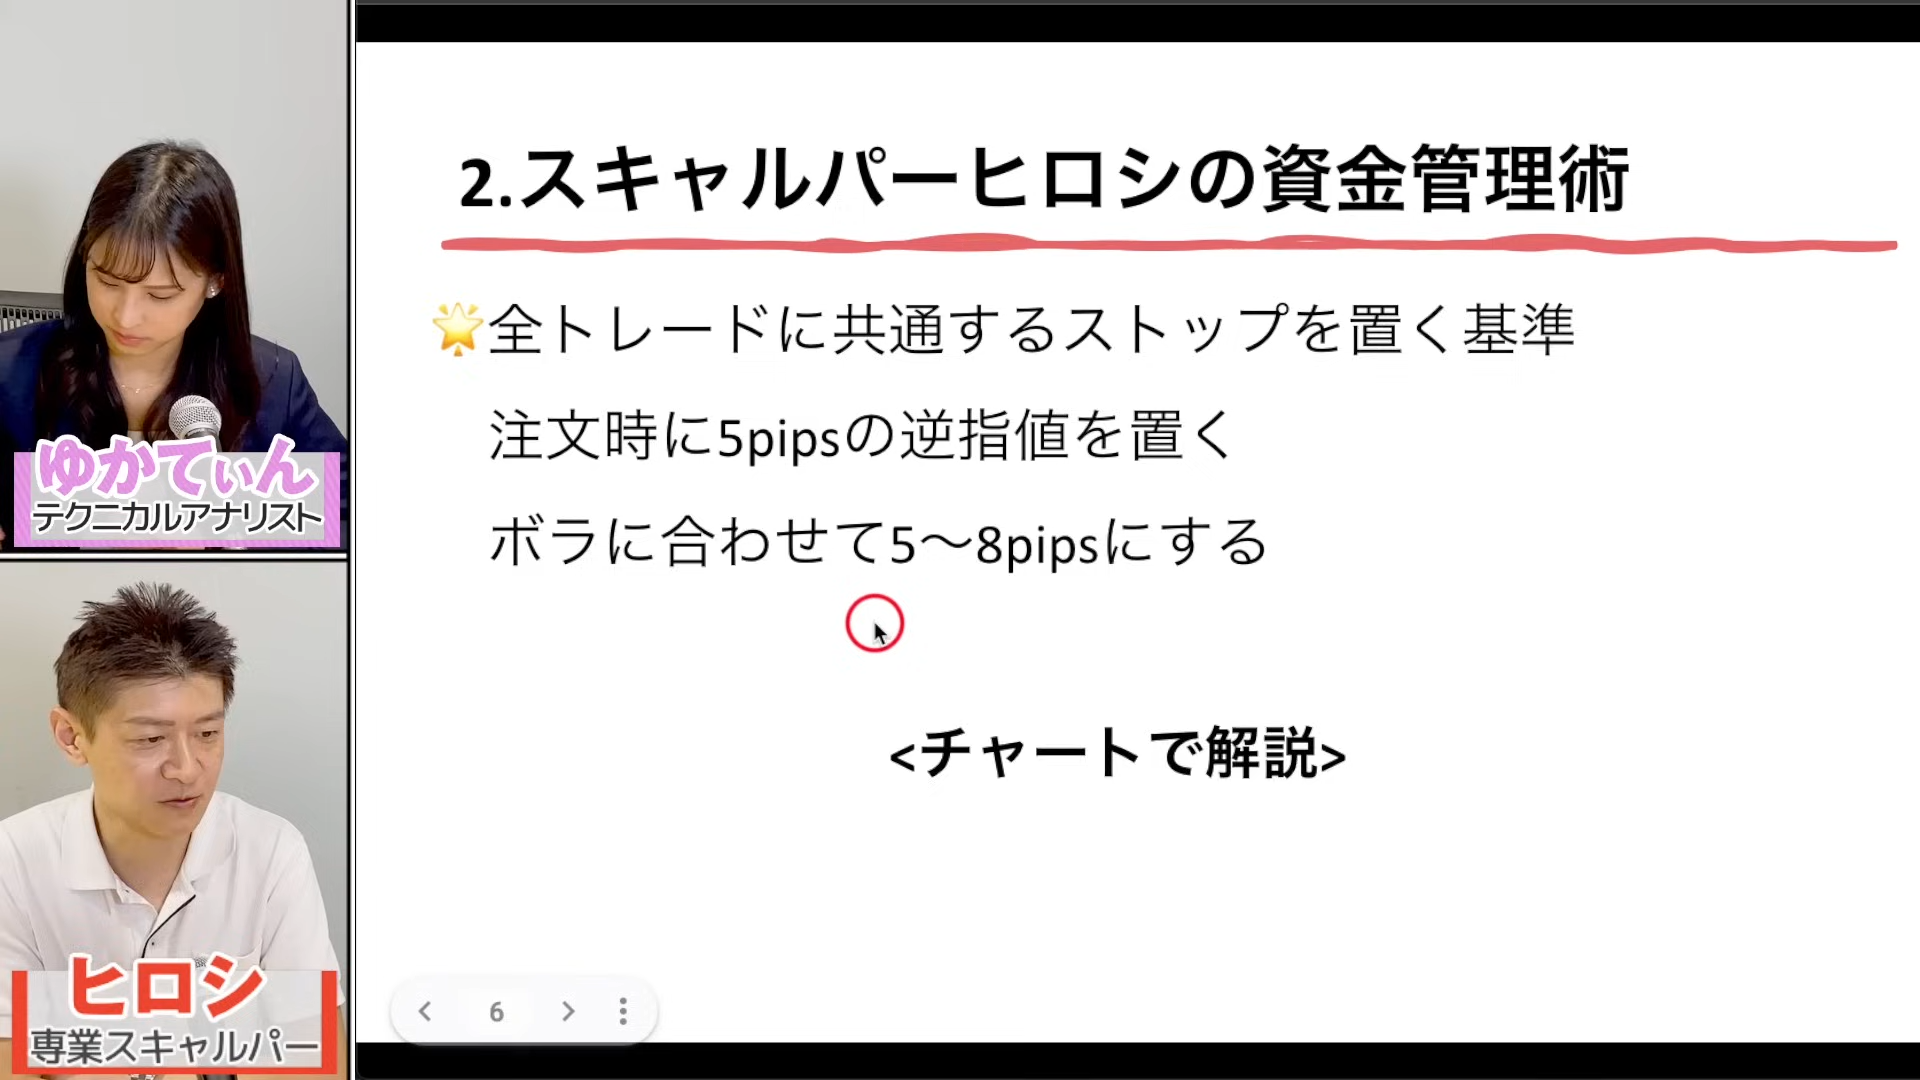 ゆかてぃん
テクニカルアナリスト
ヒロシ
専業スキャルパー
2.スキャルパーヒロシの資金管理術
🌟全トレードに共通するストップを置く基準
注文時に5pipsの逆指値を置く
ボラに合わせて5〜8pipsにする
<チャートで解説>
6